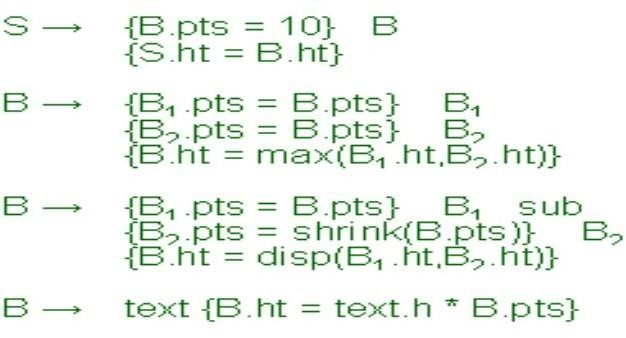 S → {B.pts = 10} B
{S.ht = B.ht}
B → {B₁.pts = B.pts} B₁
{B₂.pts = B.pts} B₂
{B.ht = max(B₁.ht,B₂.ht)}
B → {B₁.pts = B.pts} B₁ sub
{B₂.pts = shrink(B.pts)} B₂
{B.ht = disp(B₁.ht,B₂.ht)}
B → text {B.ht = text.h * B.pts}